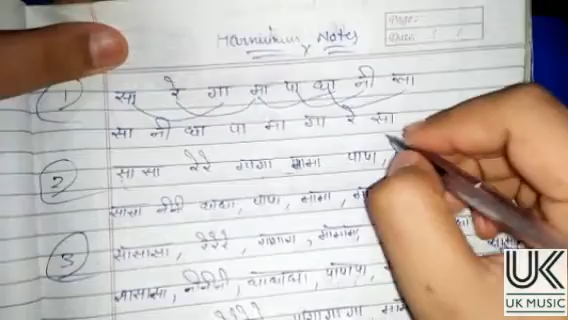 Harmonium Notes
Page:
Date: / /
1 सा रे गा मा पा धा नी सा
सा नी धा पा मा गा रे सा
2 सा सा रेरे गागा मामा पापा,
सासा नीनी धाधा, पापा, मामा,
3 सासासा, रेरेरे, गागागा, मामामा,
सासासा, नीनीनी, धाधाधा, पापापा,
रेरेरेरे गागागागा
UK
UK MUSIC